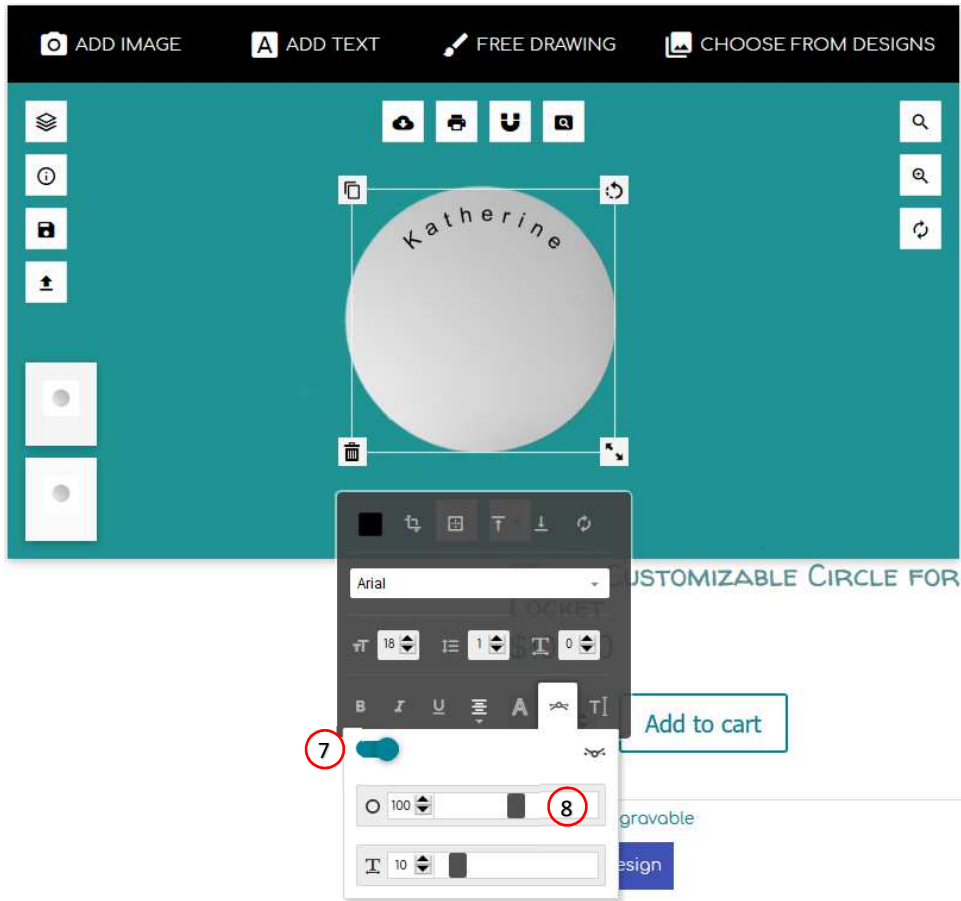 ADD IMAGE
ADD TEXT
FREE DRAWING
CHOOSE FROM DESIGNS
Katherine
CUSTOMIZABLE CIRCLE FOR
LOCKET
Arial
18
1
0
B I U A T
Add to cart
7
100
8
gravable
10
esign